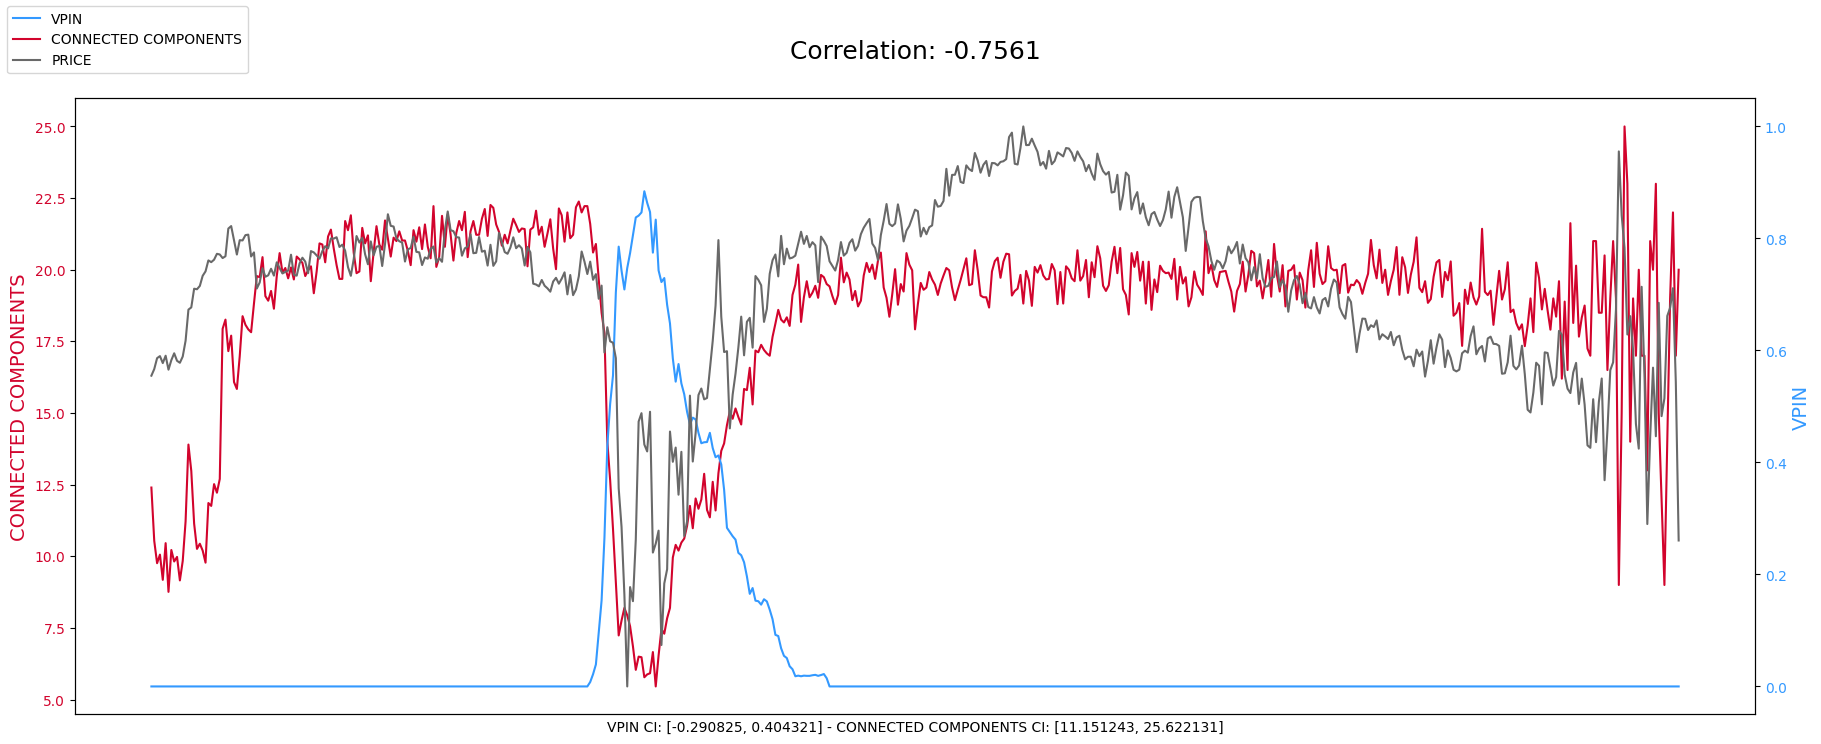 VPIN
CONNECTED COMPONENTS
PRICE
Correlation: -0.7561
CONNECTED COMPONENTS
25.0
22.5
20.0
17.5
15.0
12.5
10.0
7.5
5.0
1.0
0.8
0.6
0.4
0.2
0.0
VPIN
VPIN CI: [-0.290825, 0.404321] - CONNECTED COMPONENTS CI: [11.151243, 25.622131]